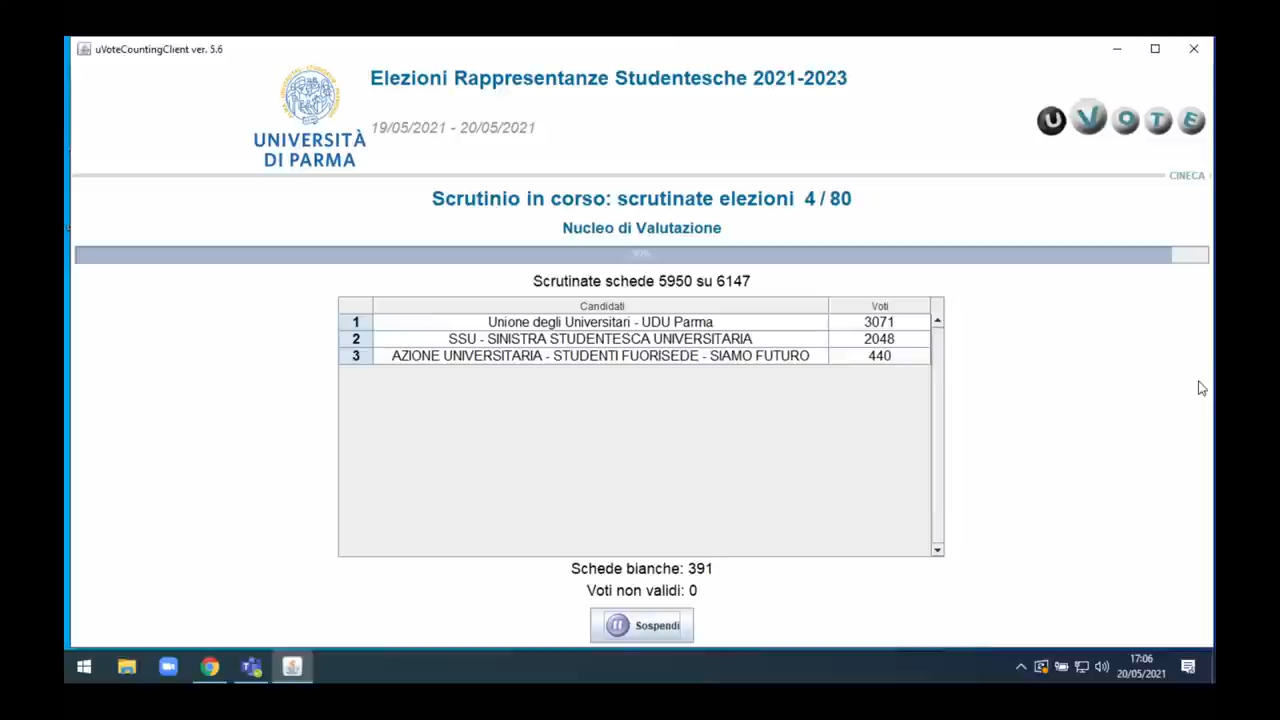 uVoteCountingClient ver. 5.6
Elezioni Rappresentanze Studentesche 2021-2023
19/05/2021 - 20/05/2021
UNIVERSITÀ
DI PARMA
U V O T E
CINECA
Scrutinio in corso: scrutinate elezioni 4 / 80
Nucleo di Valutazione
Scrutinate schede 5950 su 6147
Candidati Voti
1 Unione degli Universitari - UDU Parma 3071
2 SSU - SINISTRA STUDENTESCA UNIVERSITARIA 2048
3 AZIONE UNIVERSITARIA - STUDENTI FUORISEDE - SIAMO FUTURO 440
Schede bianche: 391
Voti non validi: 0
Sospendi
17:06
20/05/2021